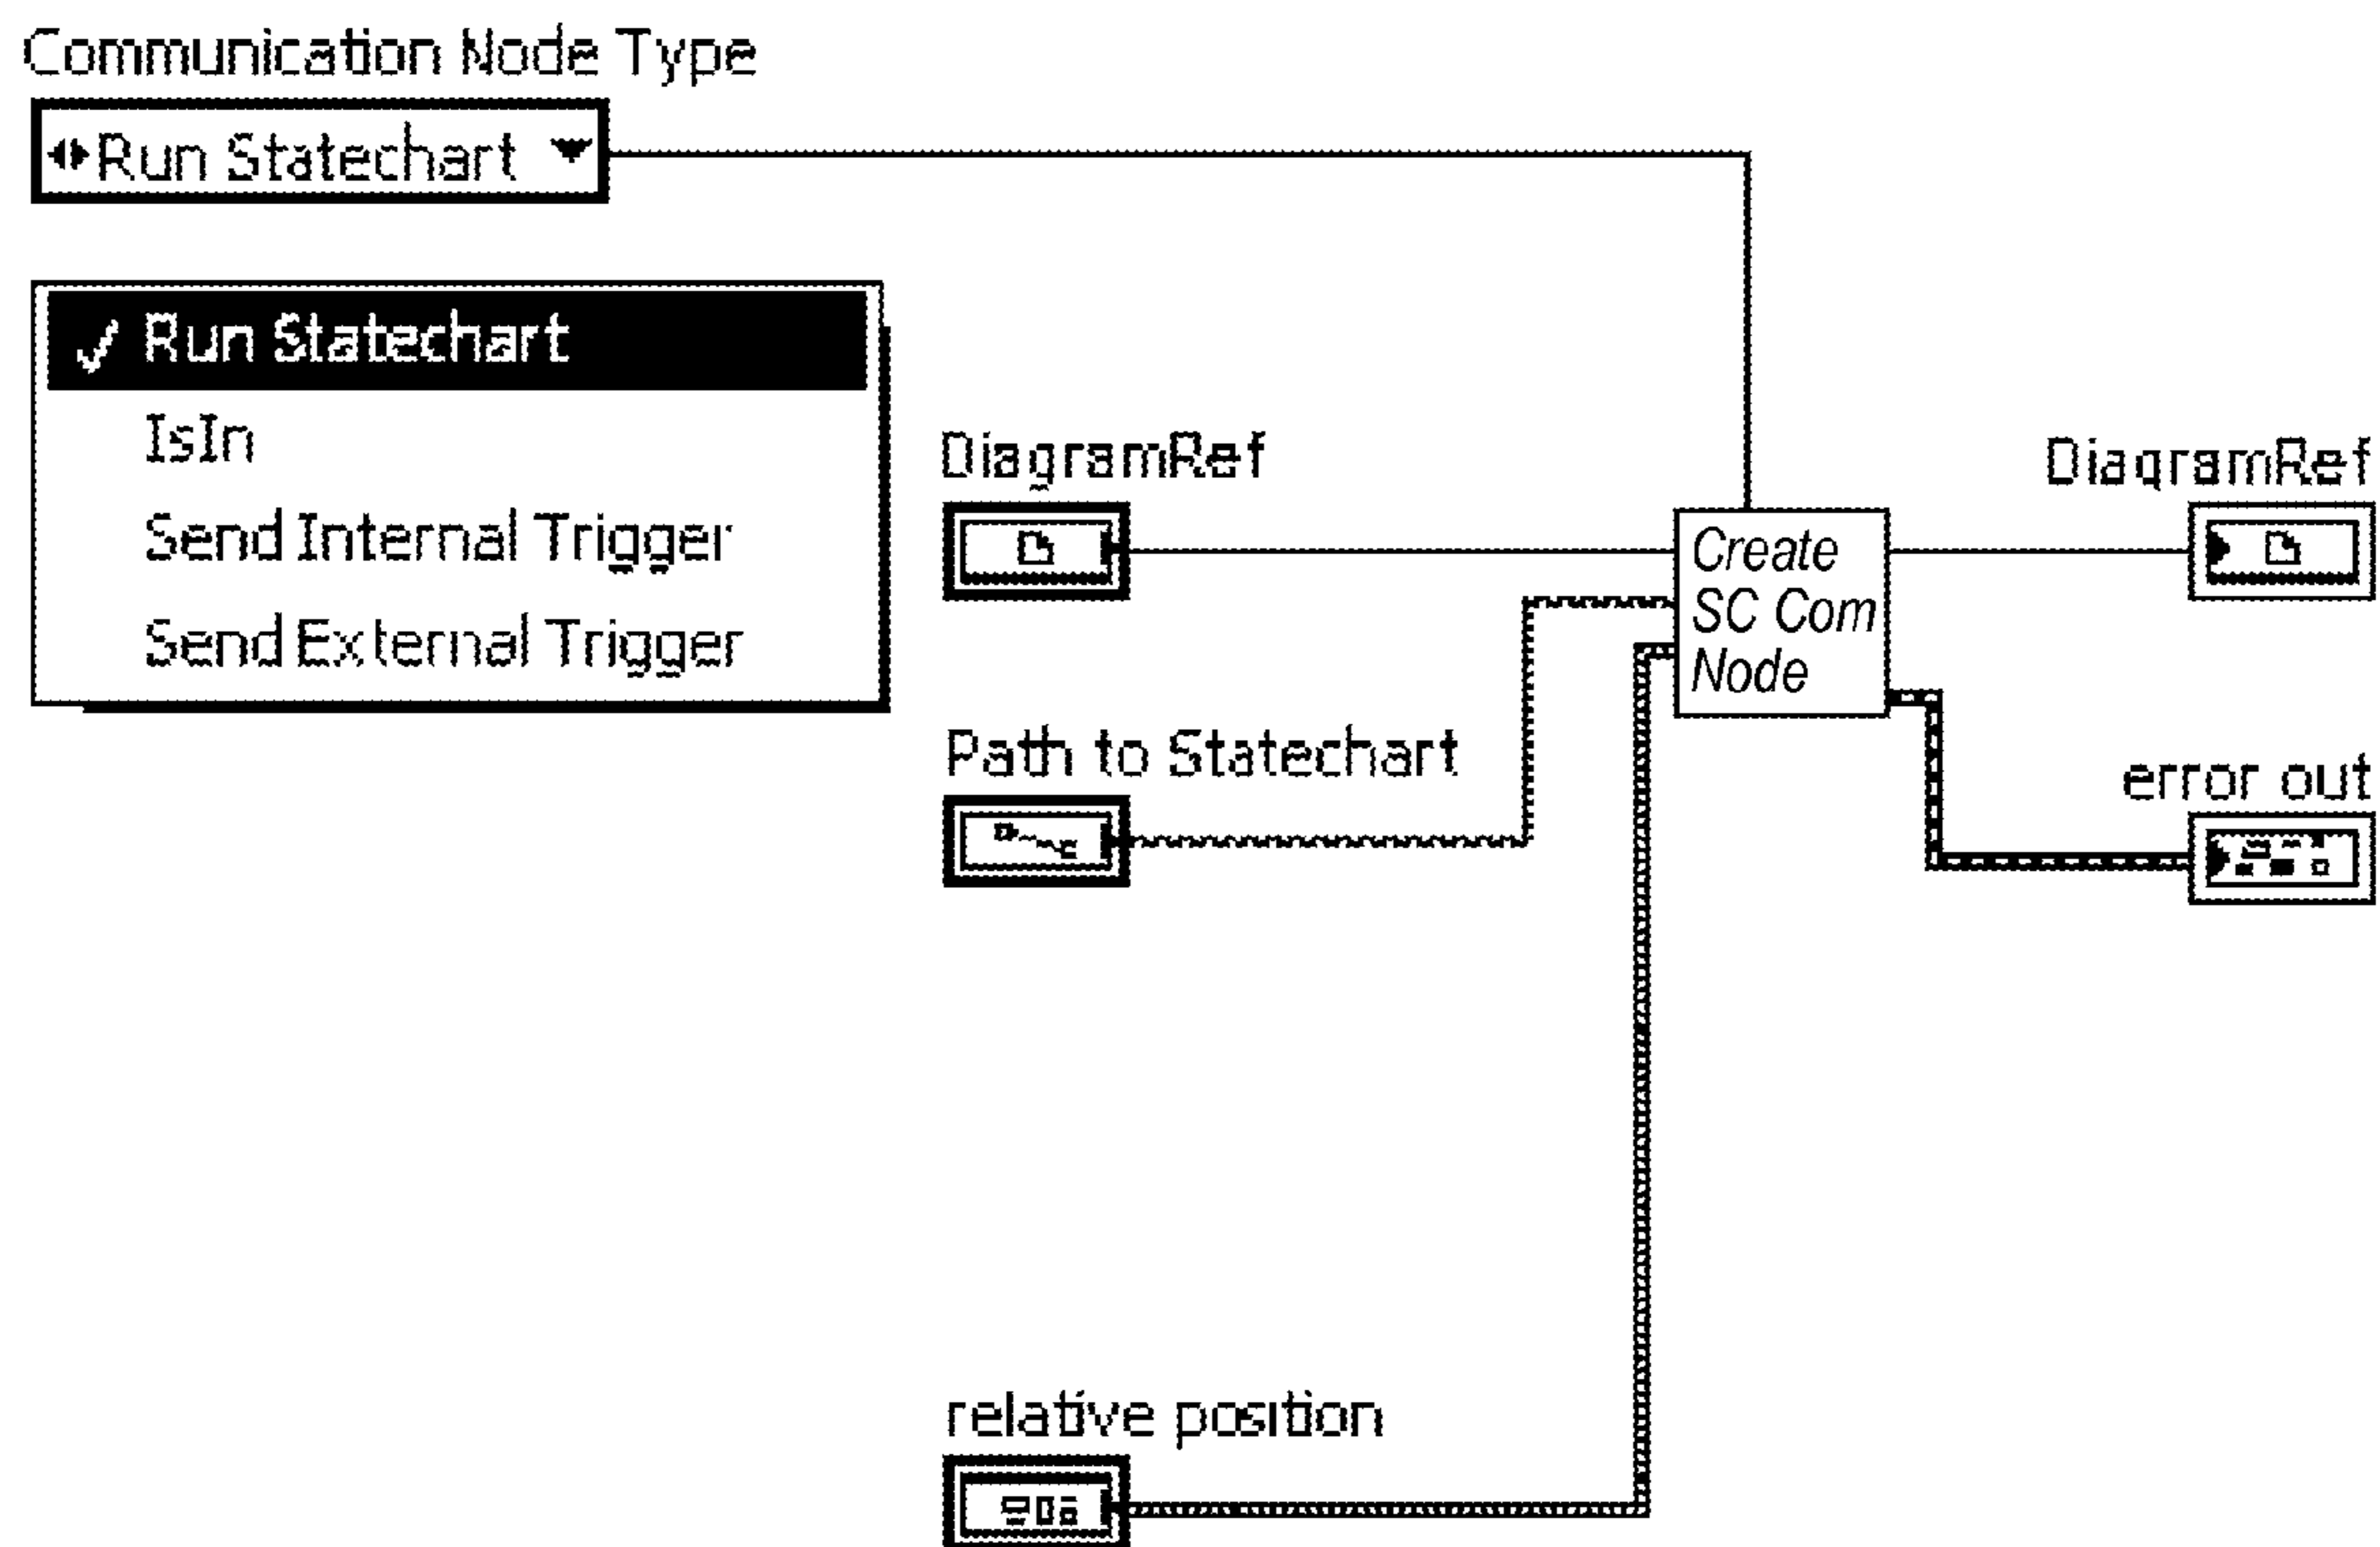 Communication Node Type
Run Statechart
Run Statechart
IsIn
Send Internal Trigger
Send External Trigger
DiagramRef
Path to Statechart
relative position
Create
SC Com
Node
DiagramRef
error out